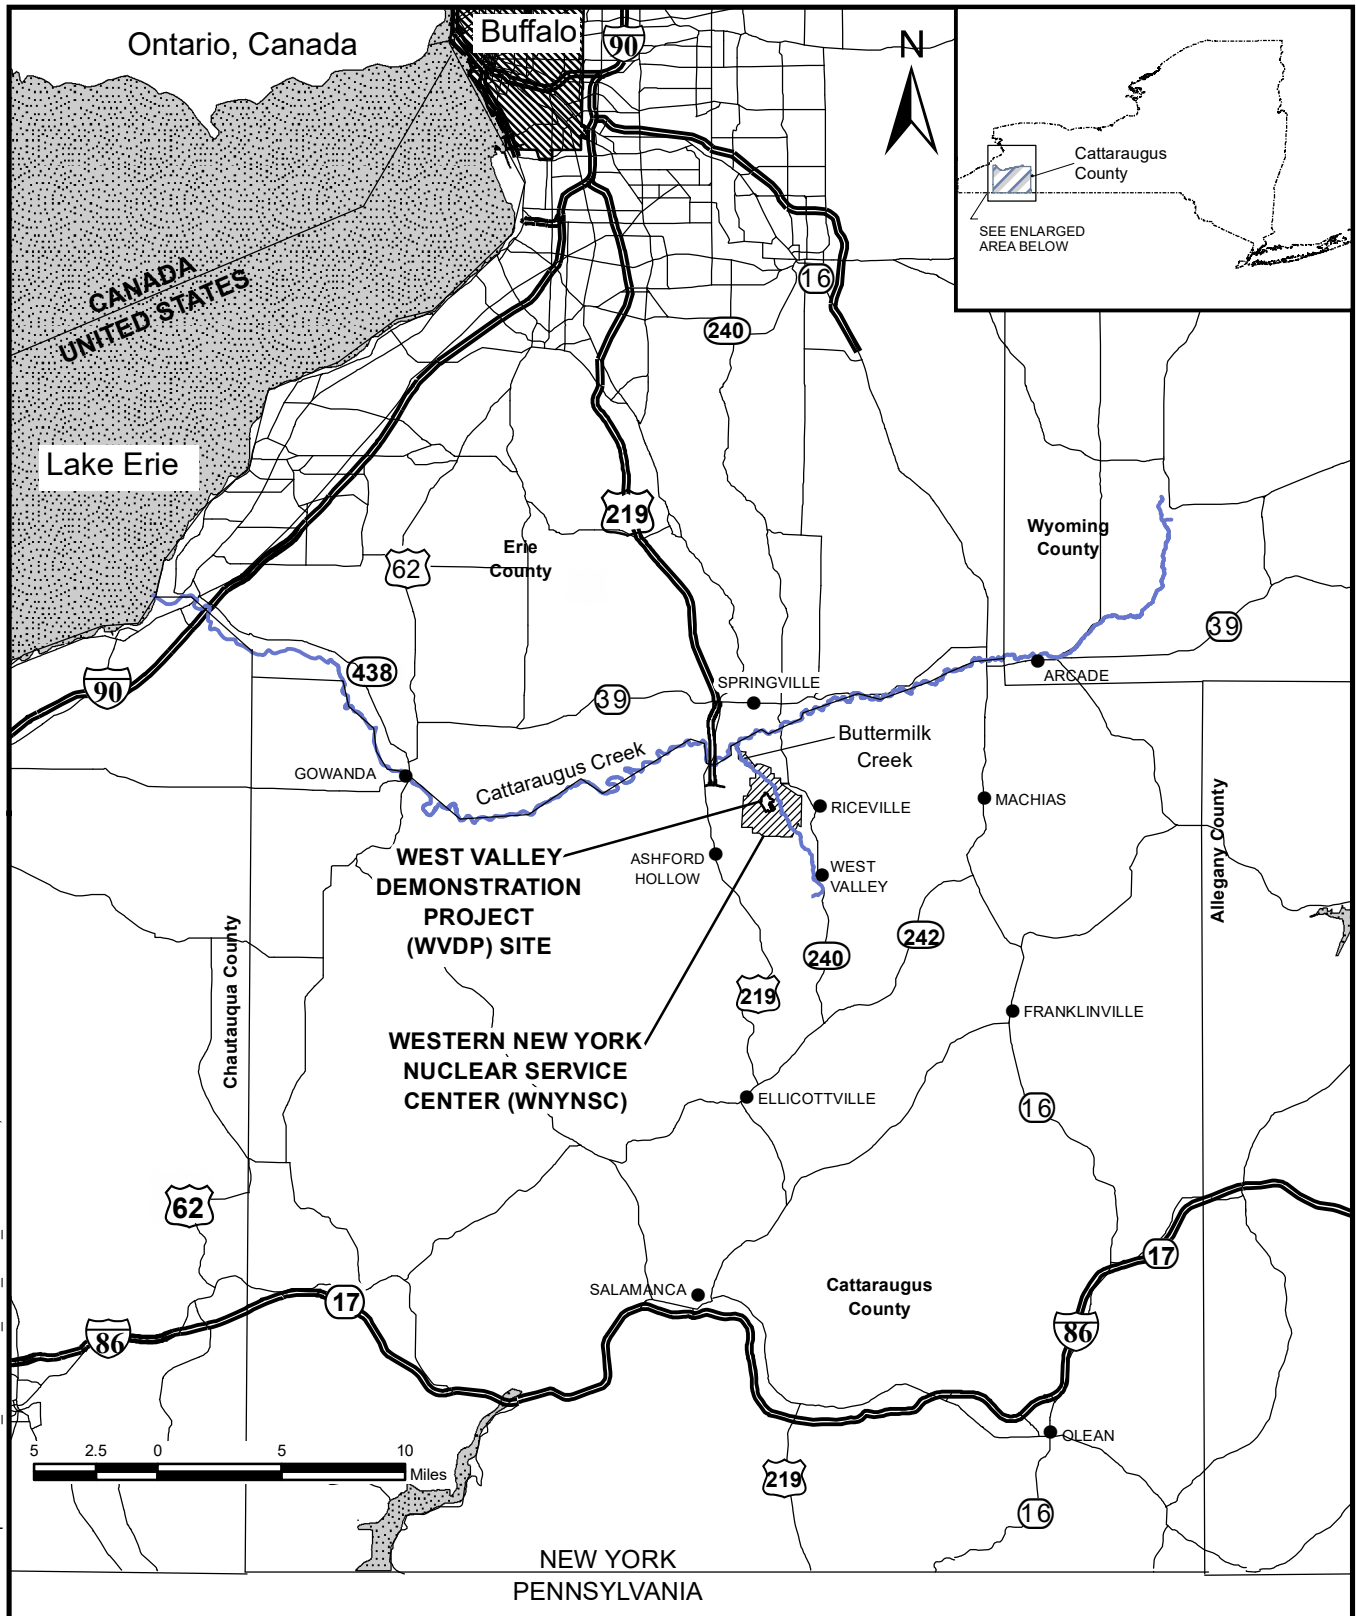 Ontario, Canada
Buffalo
90
N
Cattaraugus
County
SEE ENLARGED
AREA BELOW
CANADA
UNITED STATES
16
240
Lake Erie
219
Wyoming
County
Erie
County
62
39
438
90
SPRINGVILLE
ARCADE
39
Buttermilk
Creek
Cattaraugus Creek
GOWANDA
RICEVILLE
MACHIAS
Allegany County
WEST VALLEY
DEMONSTRATION
PROJECT
(WVDP) SITE
ASHFORD
HOLLOW
WEST
VALLEY
242
240
Chautauqua County
219
FRANKLINVILLE
WESTERN NEW YORK
NUCLEAR SERVICE
CENTER (WNYNSC)
ELLICOTTVILLE
16
62
17
Cattaraugus
County
SALAMANCA
17
86
86
OLEAN
5 2.5 0 5 10
Miles
219
16
NEW YORK
PENNSYLVANIA